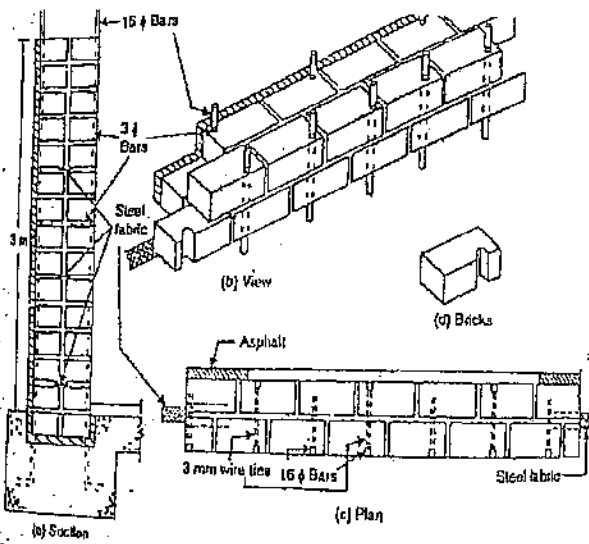 16 ɸ Bars
3 ɸ
Bars
Steel
fabric
3 m
(b) View
(d) Bricks
Asphalt
3 mm wire ties
16 ɸ Bars
Steel fabric
(c) Plan
(a) Section